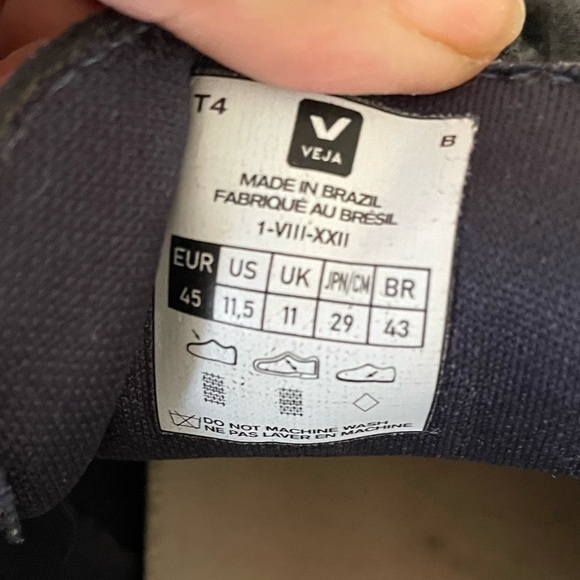 T4
V
VEJA
B
MADE IN BRAZIL
FABRIQUÉ AU BRÉSIL
1-VIII-XXII
EUR US UK JPN/CM BR
45 11,5 11 29 43
DO NOT MACHINE WASH
NE PAS LAVER EN MACHINE